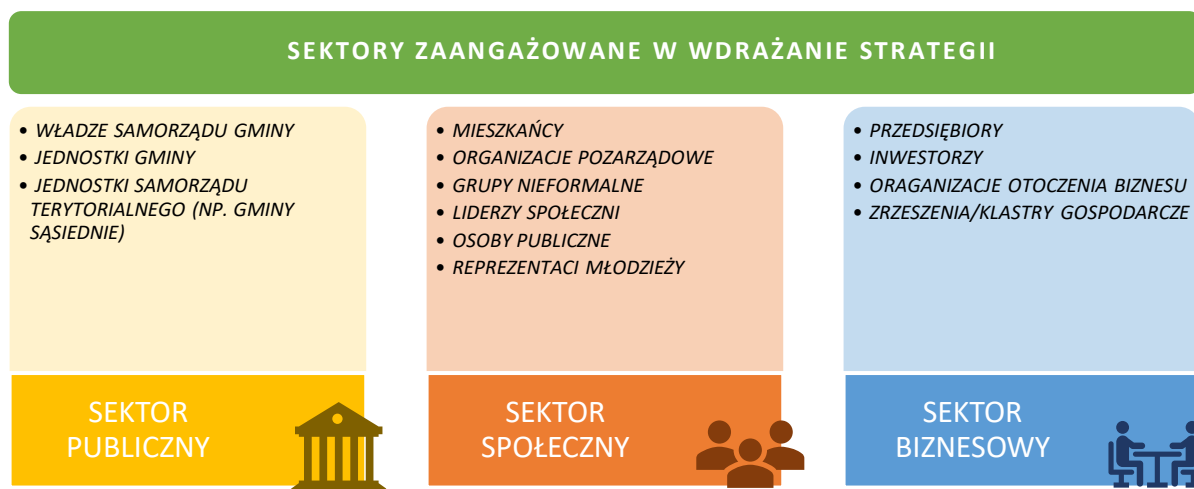 SEKTORY ZAANGAŻOWANE W WDRAŻANIE STRATEGII
• WŁADZE SAMORZĄDU GMINY
• JEDNOSTKI GMINY
• JEDNOSTKI SAMORZĄDU
TERYTORIALNEGO (NP. GMINY
SĄSIEDNIE)
SEKTOR
PUBLICZNY
• MIESZKAŃCY
• ORGANIZACJE POZARZĄDOWE
• GRUPY NIEFORMALNE
• LIDERZY SPOŁECZNI
• OSOBY PUBLICZNE
• REPREZENTACI MŁODZIEŻY
SEKTOR
SPOŁECZNY
• PRZEDSIĘBIORY
• INWESTORZY
• ORAGANIZACJE OTOCZENIA BIZNESU
• ZRZESZENIA/KLASTRY GOSPODARCZE
SEKTOR
BIZNESOWY